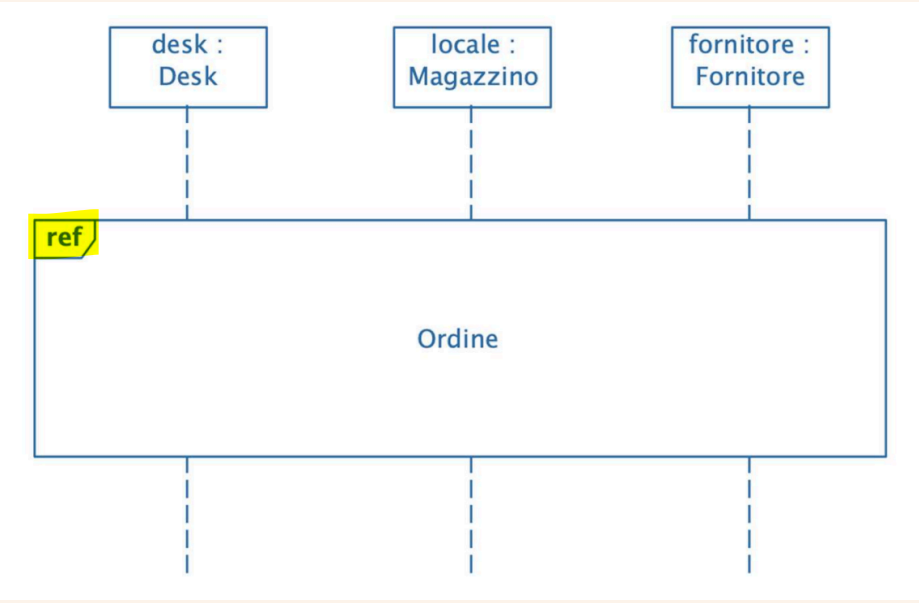 desk :
Desk
locale :
Magazzino
fornitore :
Fornitore
ref
Ordine